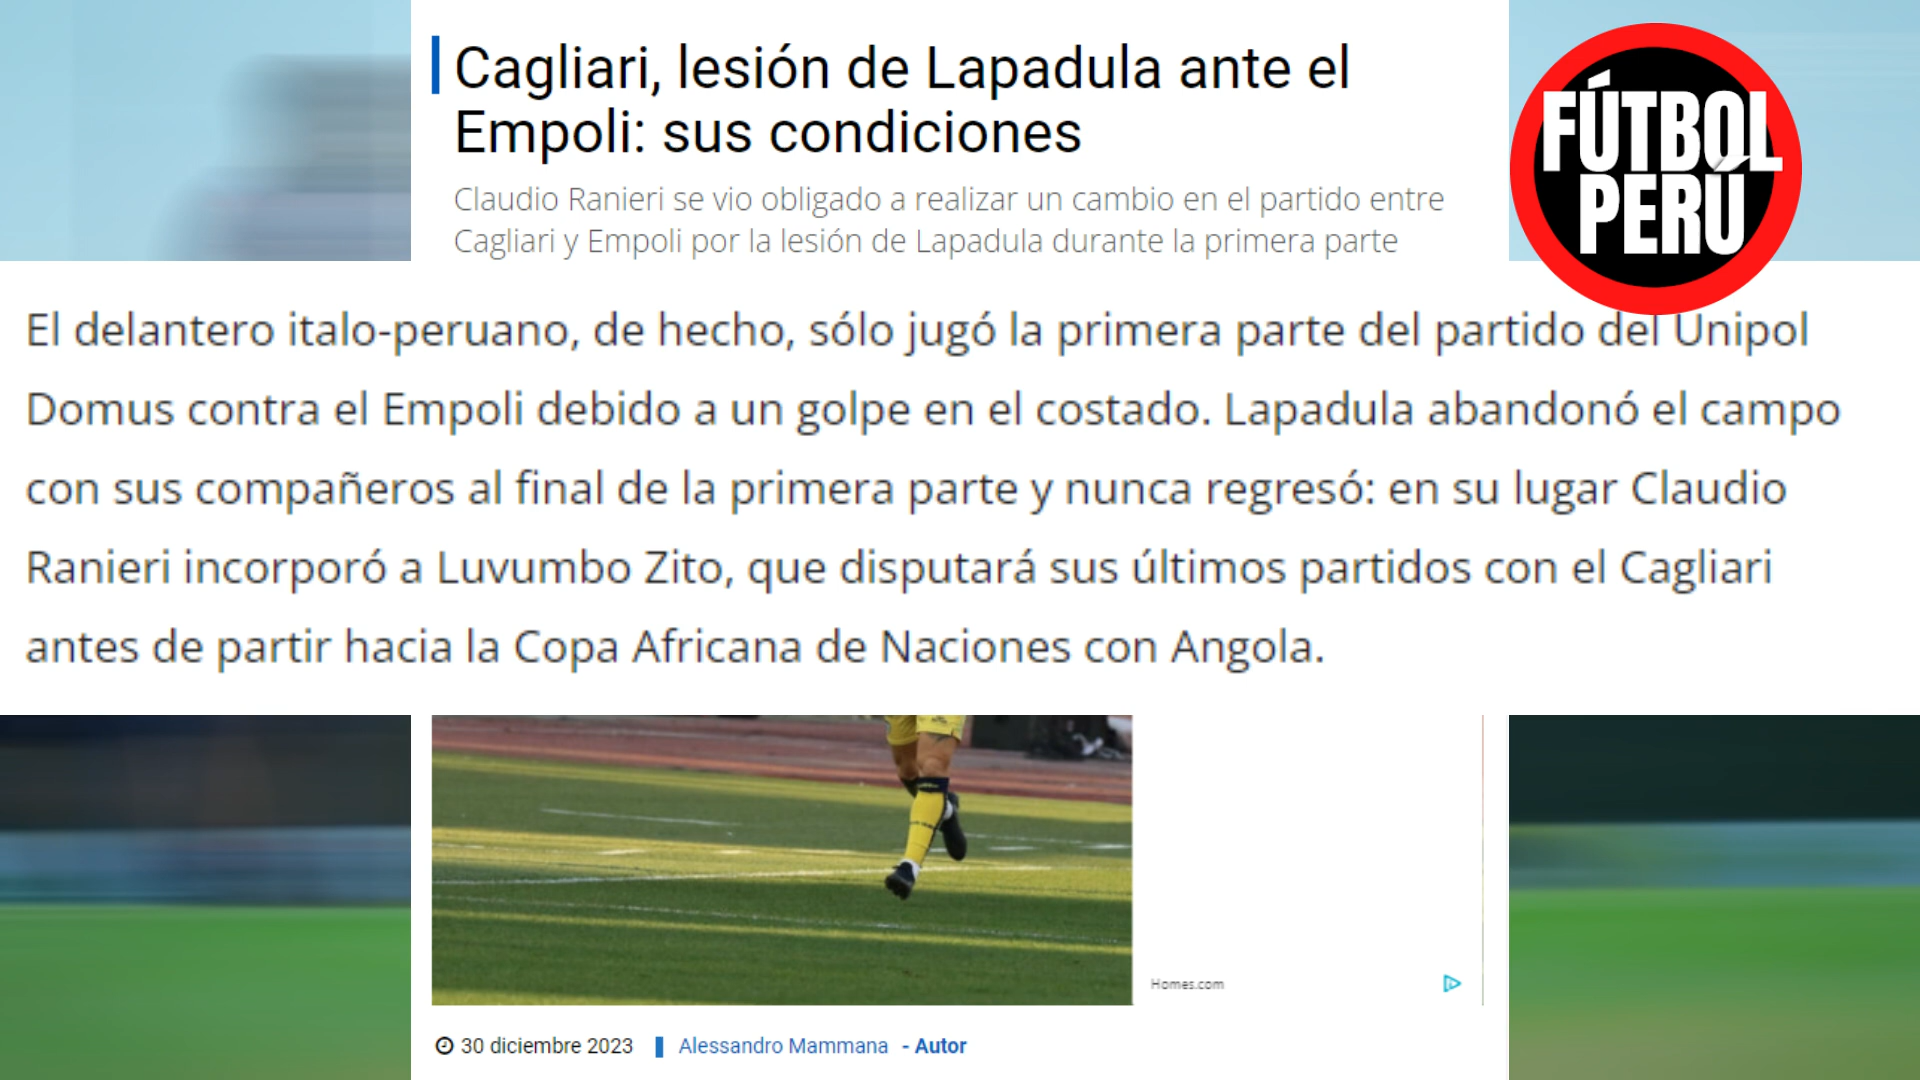 Cagliari, lesión de Lapadula ante el
Empoli: sus condiciones
Claudio Ranieri se vio obligado a realizar un cambio en el partido entre
Cagliari y Empoli por la lesión de Lapadula durante la primera parte
FÚTBOL
PERÚ
El delantero italo-peruano, de hecho, sólo jugó la primera parte del partido del Unipol
Domus contra el Empoli debido a un golpe en el costado. Lapadula abandonó el campo
con sus compañeros al final de la primera parte y nunca regresó: en su lugar Claudio
Ranieri incorporó a Luvumbo Zito, que disputará sus últimos partidos con el Cagliari
antes de partir hacia la Copa Africana de Naciones con Angola.
Homes.com
30 diciembre 2023 Alessandro Mammana - Autor